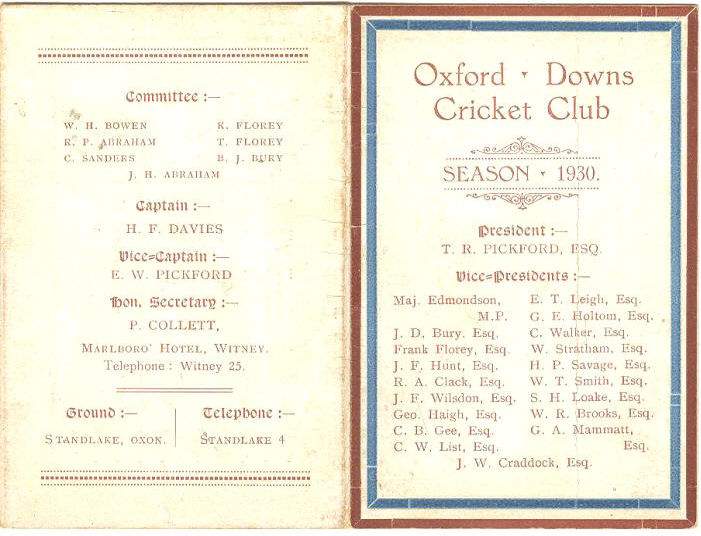 Committee :—
W. H. BOWEN K. FLOREY
R. P. ABRAHAM T. FLOREY
C. SANDERS B. J. BURY
J. H. ABRAHAM
Captain :—
H. F. DAVIES
Vice-Captain :—
E. W. PICKFORD
Hon. Secretary :—
P. COLLETT,
MARLBORO' HOTEL, WITNEY.
Telephone : Witney 25.
Ground :— Telephone :—
STANDLAKE, OXON. STANDLAKE 4
Oxford Downs
Cricket Club
SEASON 1930.
President :—
T. R. PICKFORD, ESQ.
Vice-Presidents :—
Maj. Edmondson, E. T. Leigh, Esq.
M.P. G. E. Holtom, Esq.
J. D. Bury, Esq. C. Walker, Esq.
Frank Florey, Esq. W. Stratham, Esq.
J. F. Hunt, Esq. H. P. Savage, Esq.
R. A. Clack, Esq. W. T. Smith, Esq.
J. F. Wilsdon, Esq. S. H. Loake, Esq.
Geo. Haigh, Esq. W. R. Brooks, Esq.
C. B. Gee, Esq. G. A. Mammatt,
C. W. List, Esq. Esq.
J. W. Craddock, Esq.